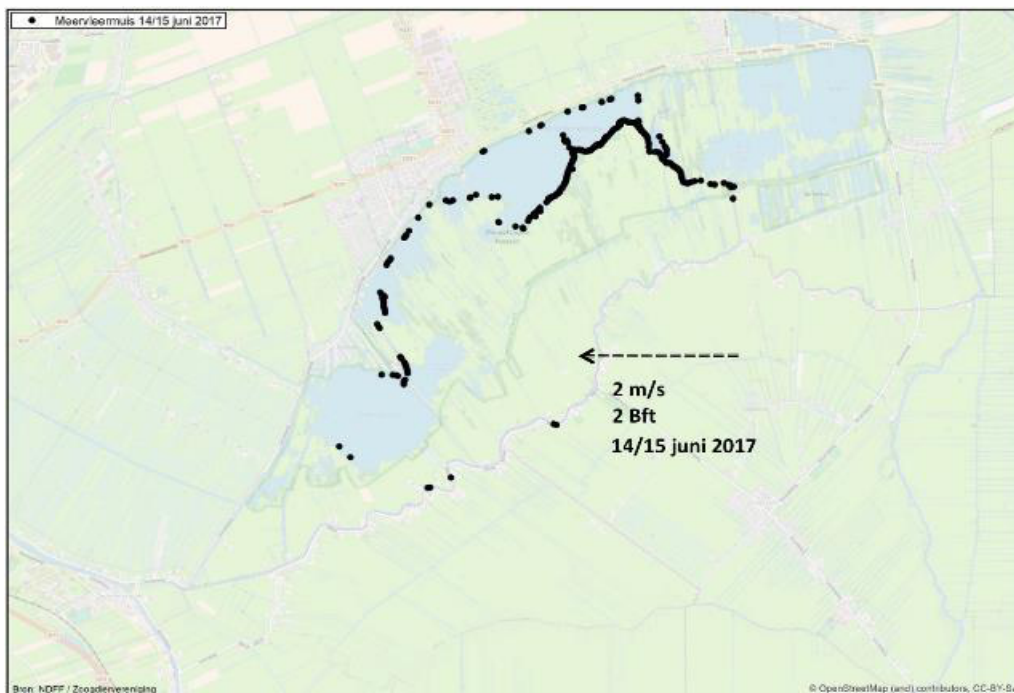 Meervleermuis 14/15 juni 2017
2 m/s
2 Bft
14/15 juni 2017
Bron: NDFF / Zoogdiervereniging
© OpenStreetMap (and) contributors, CC-BY-SA